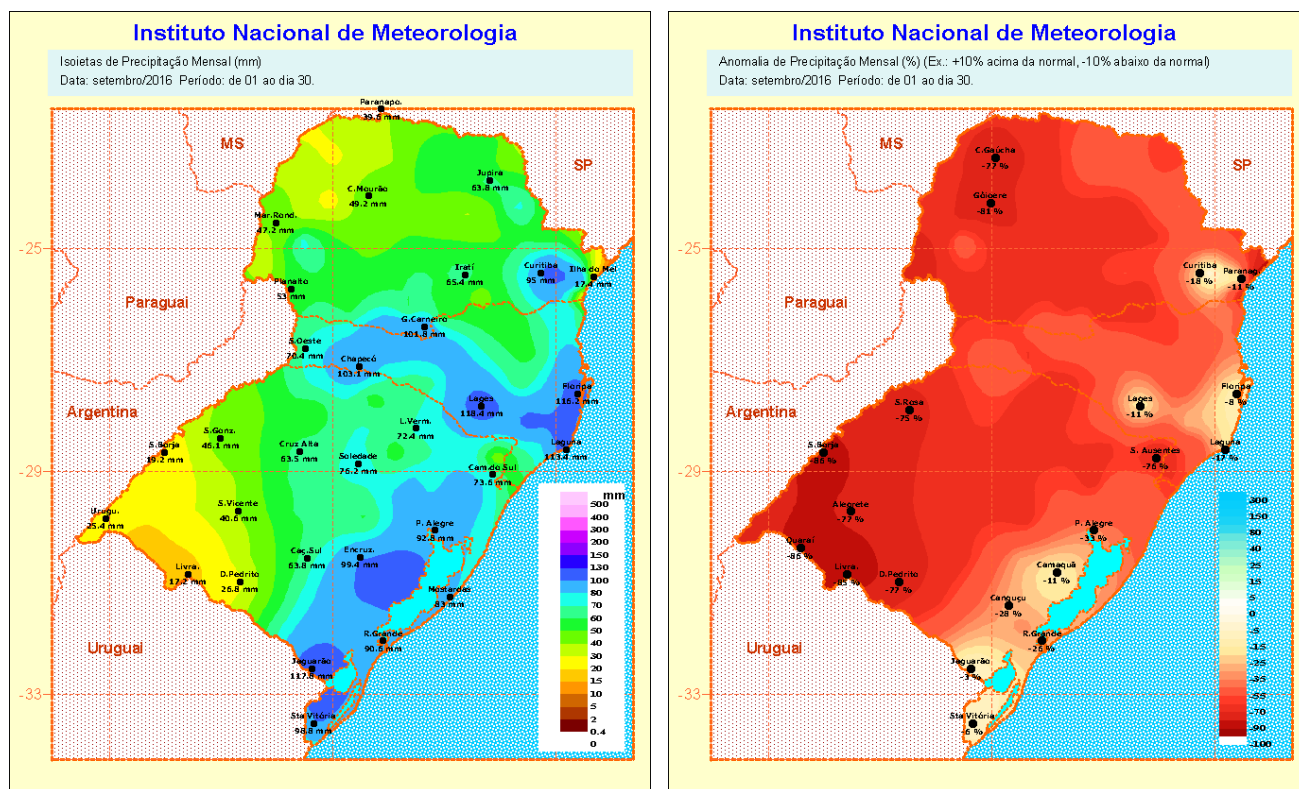 Instituto Nacional de Meteorologia
Isoietas de Precipitação Mensal (mm)
Data: setembro/2016 Período: de 01 ao dia 30.
Paranapo.
39.6 mm
MS
SP
Jupira
63.8 mm
C.Mourão
49.2 mm
Mar.Rond.
47.2 mm
-25
Iratí
65.4 mm
Curitiba
95 mm
Ilha do Mel
17.4 mm
Planalto
53 mm
Paraguai
G.Carneiro
101.8 mm
S.Oeste
70.4 mm
Chapecó
103.1 mm
Floripa
116.2 mm
Lages
118.4 mm
Argentina
L.Verm.
72.4 mm
S.Gonz.
46.1 mm
S.Borja
19.2 mm
Cruz Alta
63.5 mm
Soledade
76.2 mm
Laguna
113.4 mm
-29
Cam.do Sul
73.6 mm
S.Vicente
40.6 mm
Urugu.
25.4 mm
P. Alegre
92.8 mm
Caç.Sul
63.8 mm
Encruz.
99.4 mm
Livra.
17.2 mm
D.Pedrito
26.8 mm
Mostardas
83 mm
R.Grande
90.6 mm
Uruguai
Jaguarão
117.6 mm
-33
Sta Vitória
98.8 mm
mm
500
400
300
200
150
130
100
80
70
60
50
40
30
20
15
10
5
2
0.4
0
Instituto Nacional de Meteorologia
Anomalia de Precipitação Mensal (%) (Ex.: +10% acima da normal, -10% abaixo da normal)
Data: setembro/2016 Período: de 01 ao dia 30.
MS
SP
C.Gaúcha
-77 %
Góioere
-81 %
-25
Curitiba
-18 %
Paranag.
-11 %
Paraguai
Floripa
-8 %
Lages
-11 %
Argentina
S.Rosa
-75 %
S.Borja
-86 %
Laguna
-17 %
S. Ausentes
-76 %
-29
Alegrete
-77 %
P. Alegre
-33 %
Quaraí
-86 %
Camaquã
-11 %
Livra.
-85 %
D.Pedrito
-77 %
Canguçu
-28 %
R.Grande
-26 %
Uruguai
Jaguarão
-3 %
-33
Sta Vitória
-6 %
300
150
80
40
25
15
5
0
-5
-15
-25
-35
-50
-70
-90
-100